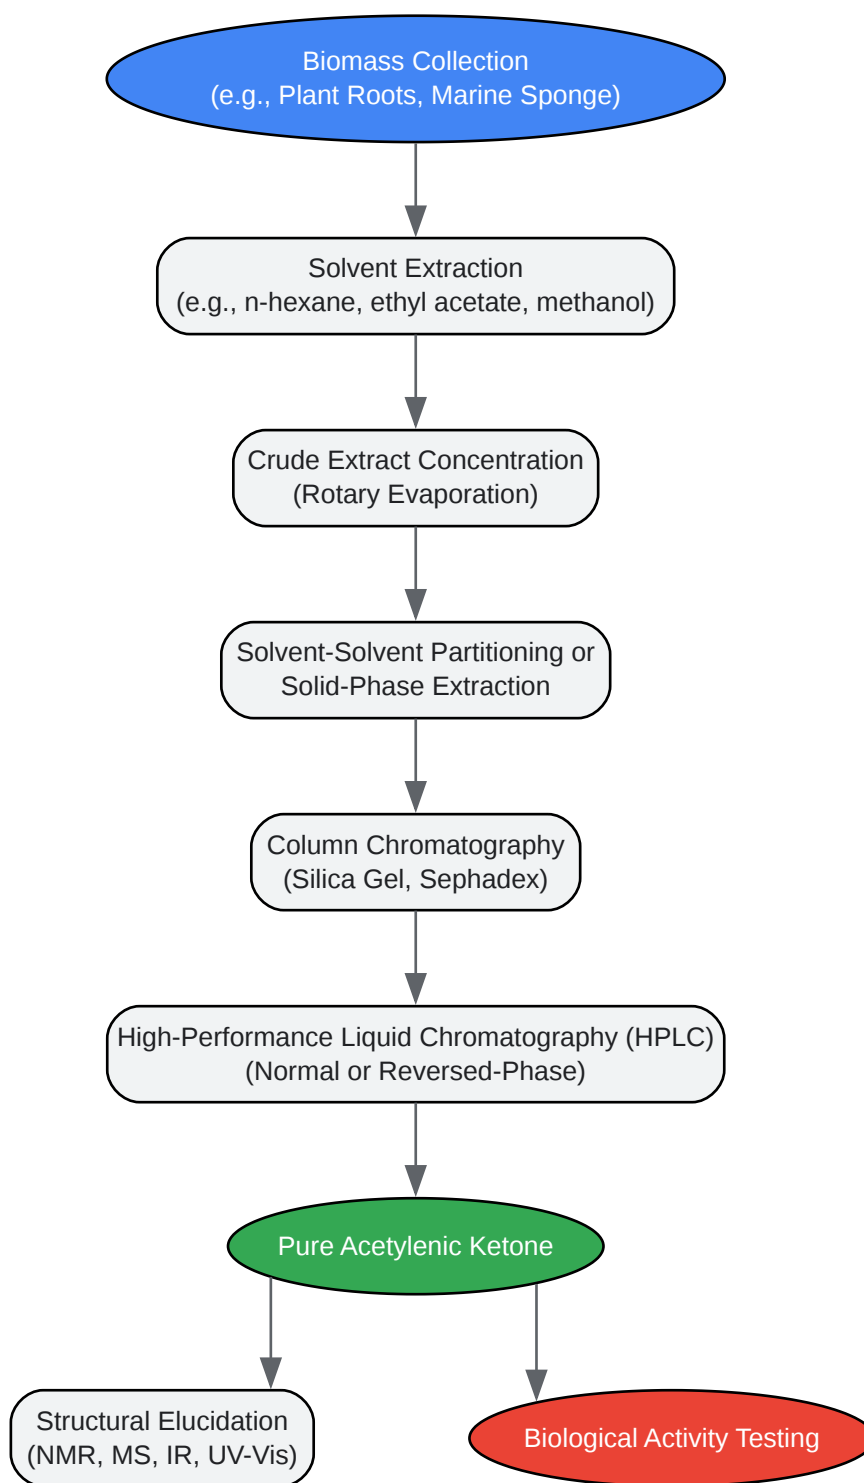 Biomass Collection
(e.g., Plant Roots, Marine Sponge)
Solvent Extraction
(e.g., n-hexane, ethyl acetate, methanol)
Crude Extract Concentration
(Rotary Evaporation)
Solvent-Solvent Partitioning or
Solid-Phase Extraction
Column Chromatography
(Silica Gel, Sephadex)
High-Performance Liquid Chromatography (HPLC)
(Normal or Reversed-Phase)
Pure Acetylenic Ketone
Structural Elucidation
(NMR, MS, IR, UV-Vis)
Biological Activity Testing